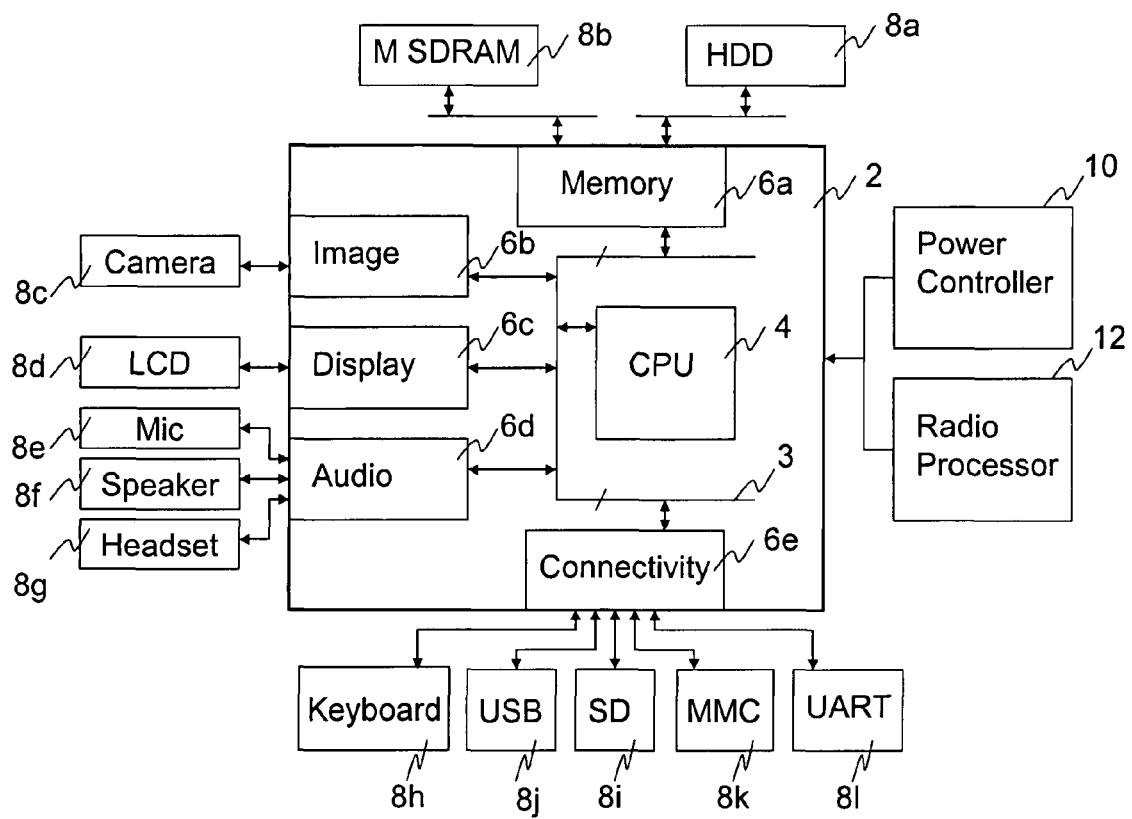 M SDRAM
8b
HDD
8a
Memory
6a
2
10
Power
Controller
Image
6b
Camera
8c
6c
Display
4
CPU
LCD
8d
12
Radio
Processor
Mic
8e
6d
Audio
Speaker
8f
3
Headset
8g
6e
Connectivity
Keyboard
USB
SD
MMC
UART
8h
8j
8i
8k
8l